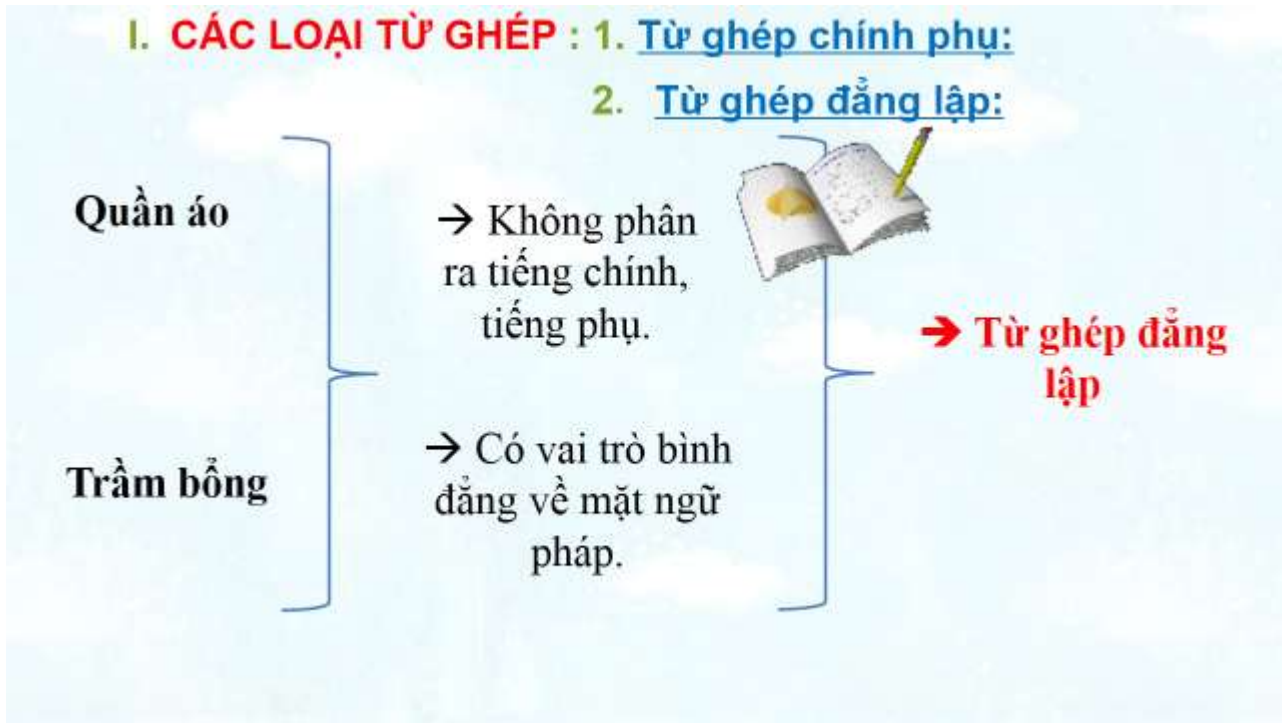 I. CÁC LOẠI TỪ GHÉP : 1. Từ ghép chính phụ:
2. Từ ghép đẳng lập:
Quần áo
Trầm bổng
→ Không phân
ra tiếng chính,
tiếng phụ.
→ Có vai trò bình
đẳng về mặt ngữ
pháp.
→ Từ ghép đẳng
lập